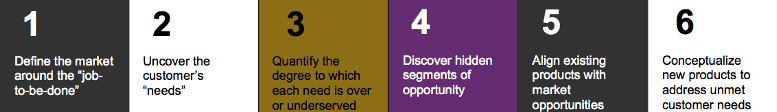 1
Define the market
around the “job-
to-be-done”
2
Uncover the
customer’s
“needs”
3
Quantify the
degree to which
each need is over
or underserved
4
Discover hidden
segments of
opportunity
5
Align existing
products with
market
opportunities
6
Conceptualize
new products to
address unmet
customer needs